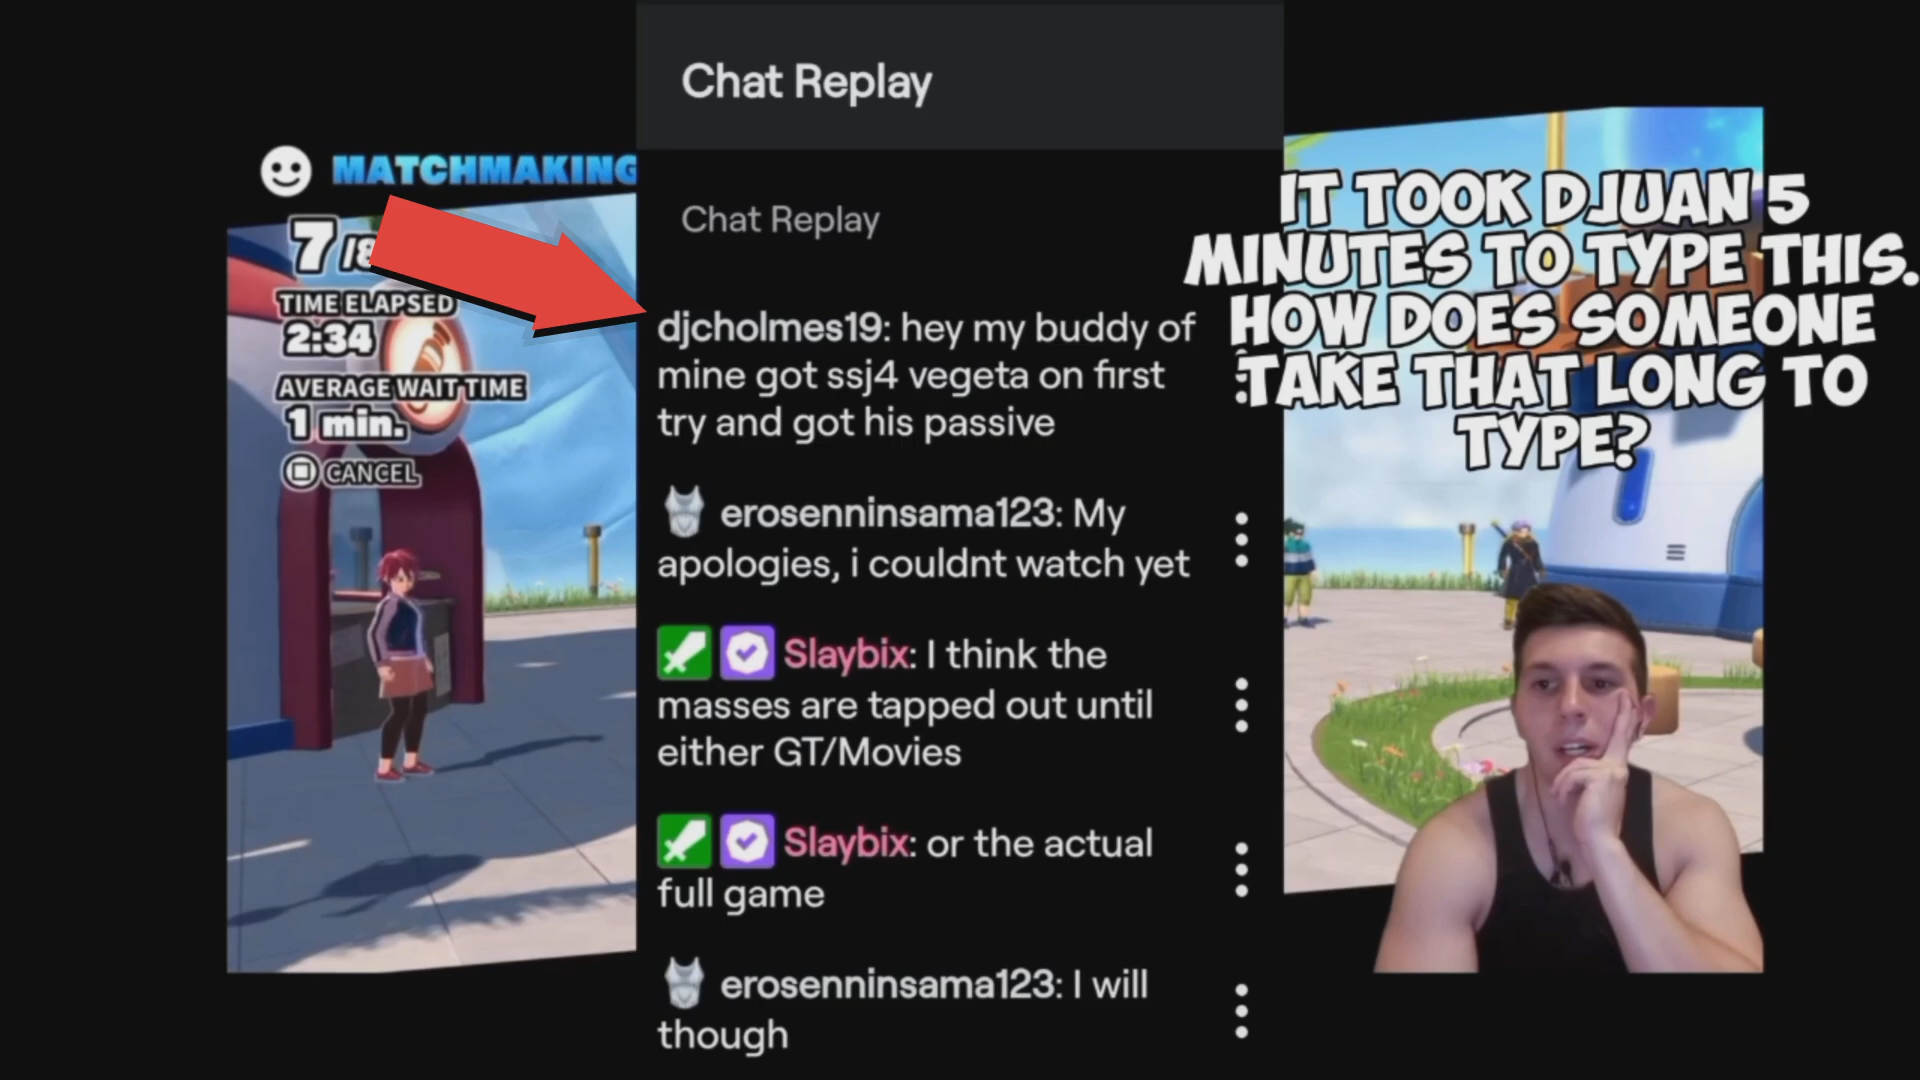 Chat Replay
MATCHMAKING
7/8
TIME ELAPSED
2:34
AVERAGE WAIT TIME
1 min.
CANCEL
Chat Replay
djcholmes19: hey my buddy of
mine got ssj4 vegeta on first
try and got his passive
erosenninsama123: My
apologies, i couldnt watch yet
Slaybix: I think the
masses are tapped out until
either GT/Movies
Slaybix: or the actual
full game
erosenninsama123: I will
though
IT TOOK DJUAN 5
MINUTES TO TYPE THIS.
HOW DOES SOMEONE
TAKE THAT LONG TO
TYPE?